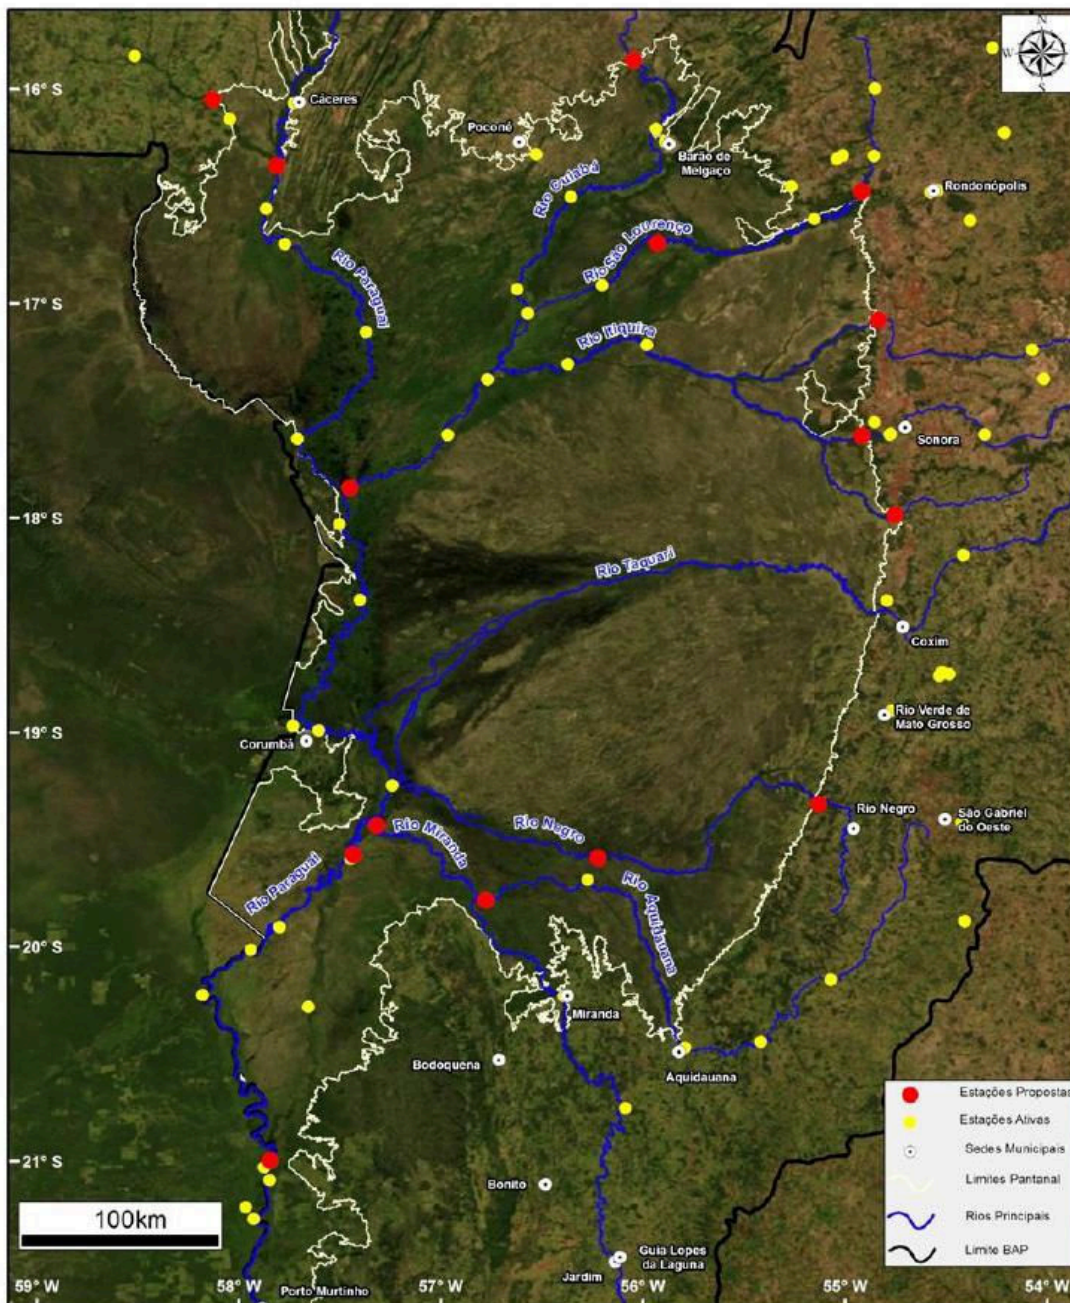 N
S
16° S
Cáceres
Poconé
Barão de
Melgaço
Rio Cuiabá
Rondonópolis
Rio São Lourenço
Rio Paraguai
17° S
Rio Itiquira
Sonora
18° S
Rio Taquari
Coxim
Rio Verde de
Mato Grosso
19° S
Corumbá
Rio Negro
São Gabriel
do Oeste
Rio Miranda
Rio Negro
Rio Paraguai
Rio Aquidauana
20° S
Miranda
Bodoquena
Aquidauana
Estações Propostas
Estações Ativas
Sedes Municipais
Limites Pantanal
Rios Principais
Limite BAP
21° S
Bonito
100km
Guia Lopes
da Laguna
Jardim
Porto Murtinho
59° W
58° W
57° W
56° W
55° W
54° W